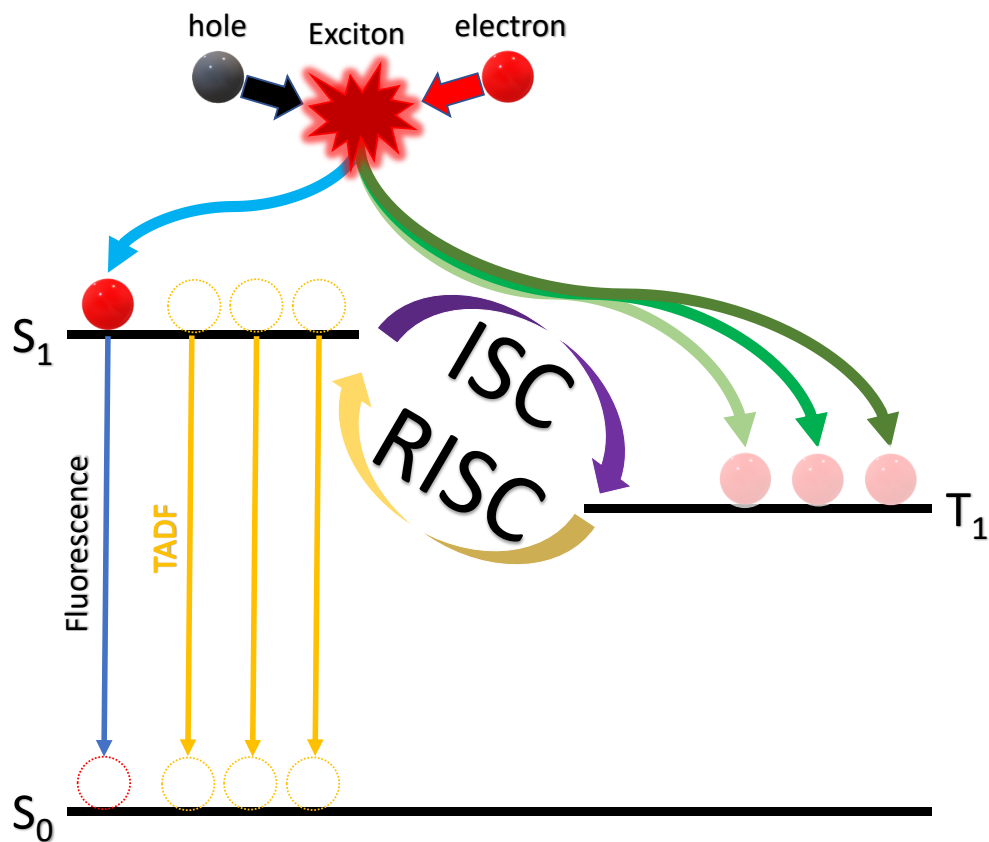 hole
Exciton
electron
S₁
ISC
RISC
T₁
Fluorescence
TADF
S₀